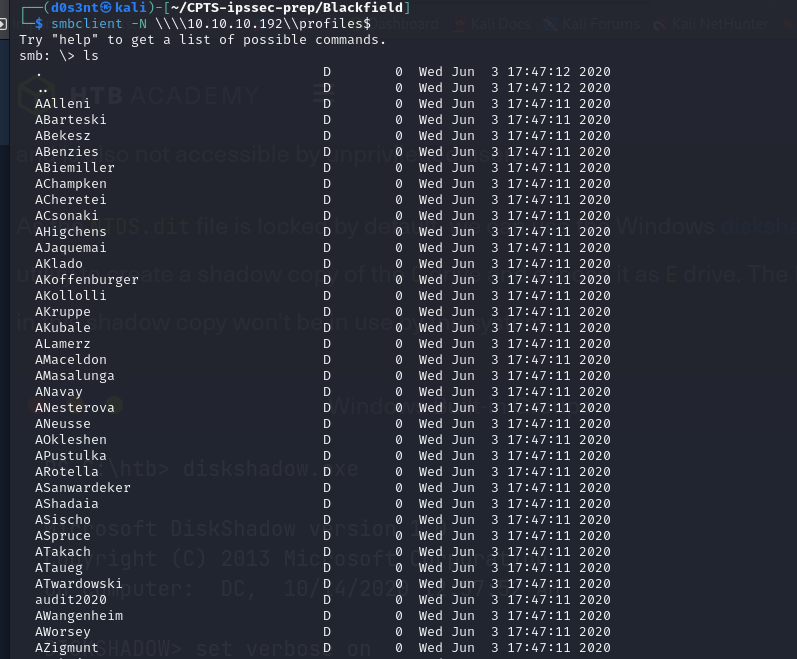 ┌──(d0s3nt㉿kali)-[~/CPTS-ipssec-prep/Blackfield]
└─$ smbclient -N \\\\10.10.10.192\\profiles$
Try "help" to get a list of possible commands.
smb: \> ls
  .                                   D        0  Wed Jun  3 17:47:12 2020
  ..                                  D        0  Wed Jun  3 17:47:12 2020
  AAlleni                             D        0  Wed Jun  3 17:47:11 2020
  ABarteski                           D        0  Wed Jun  3 17:47:11 2020
  ABekesz                             D        0  Wed Jun  3 17:47:11 2020
  ABenzies                            D        0  Wed Jun  3 17:47:11 2020
  ABiemiller                          D        0  Wed Jun  3 17:47:11 2020
  AChampken                           D        0  Wed Jun  3 17:47:11 2020
  ACheretei                           D        0  Wed Jun  3 17:47:11 2020
  ACsonaki                            D        0  Wed Jun  3 17:47:11 2020
  AHigchens                           D        0  Wed Jun  3 17:47:11 2020
  AJaquemai                           D        0  Wed Jun  3 17:47:11 2020
  AKlado                              D        0  Wed Jun  3 17:47:11 2020
  AKoffenburger                       D        0  Wed Jun  3 17:47:11 2020
  AKollolli                           D        0  Wed Jun  3 17:47:11 2020
  AKruppe                             D        0  Wed Jun  3 17:47:11 2020
  AKubale                             D        0  Wed Jun  3 17:47:11 2020
  ALamerz                             D        0  Wed Jun  3 17:47:11 2020
  AMaceldon                           D        0  Wed Jun  3 17:47:11 2020
  AMasalunga                          D        0  Wed Jun  3 17:47:11 2020
  ANavay                              D        0  Wed Jun  3 17:47:11 2020
  ANesterova                          D        0  Wed Jun  3 17:47:11 2020
  ANeusse                             D        0  Wed Jun  3 17:47:11 2020
  AOkleshen                           D        0  Wed Jun  3 17:47:11 2020
  APustulka                           D        0  Wed Jun  3 17:47:11 2020
  ARotella                            D        0  Wed Jun  3 17:47:11 2020
  ASanwardeker                        D        0  Wed Jun  3 17:47:11 2020
  AShadaia                            D        0  Wed Jun  3 17:47:11 2020
  ASischo                             D        0  Wed Jun  3 17:47:11 2020
  ASpruce                             D        0  Wed Jun  3 17:47:11 2020
  ATakach                             D        0  Wed Jun  3 17:47:11 2020
  ATaueg                              D        0  Wed Jun  3 17:47:11 2020
  ATwardowski                         D        0  Wed Jun  3 17:47:11 2020
  audit2020                           D        0  Wed Jun  3 17:47:11 2020
  AWangenheim                         D        0  Wed Jun  3 17:47:11 2020
  AWorsey                             D        0  Wed Jun  3 17:47:11 2020
  AZigmunt                            D        0  Wed Jun  3 17:47:11 2020